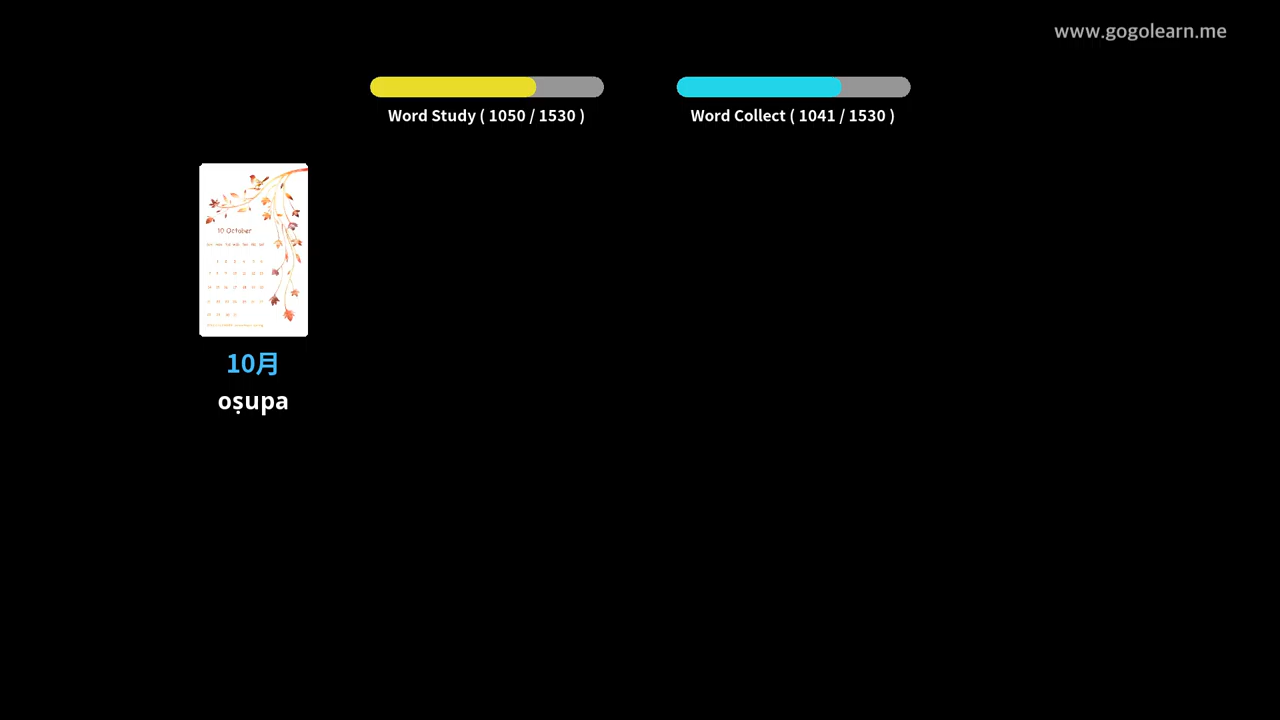 www.gogolearn.me
Word Study ( 1050 / 1530 )
Word Collect ( 1041 / 1530 )
10 October
10月
oṣupa